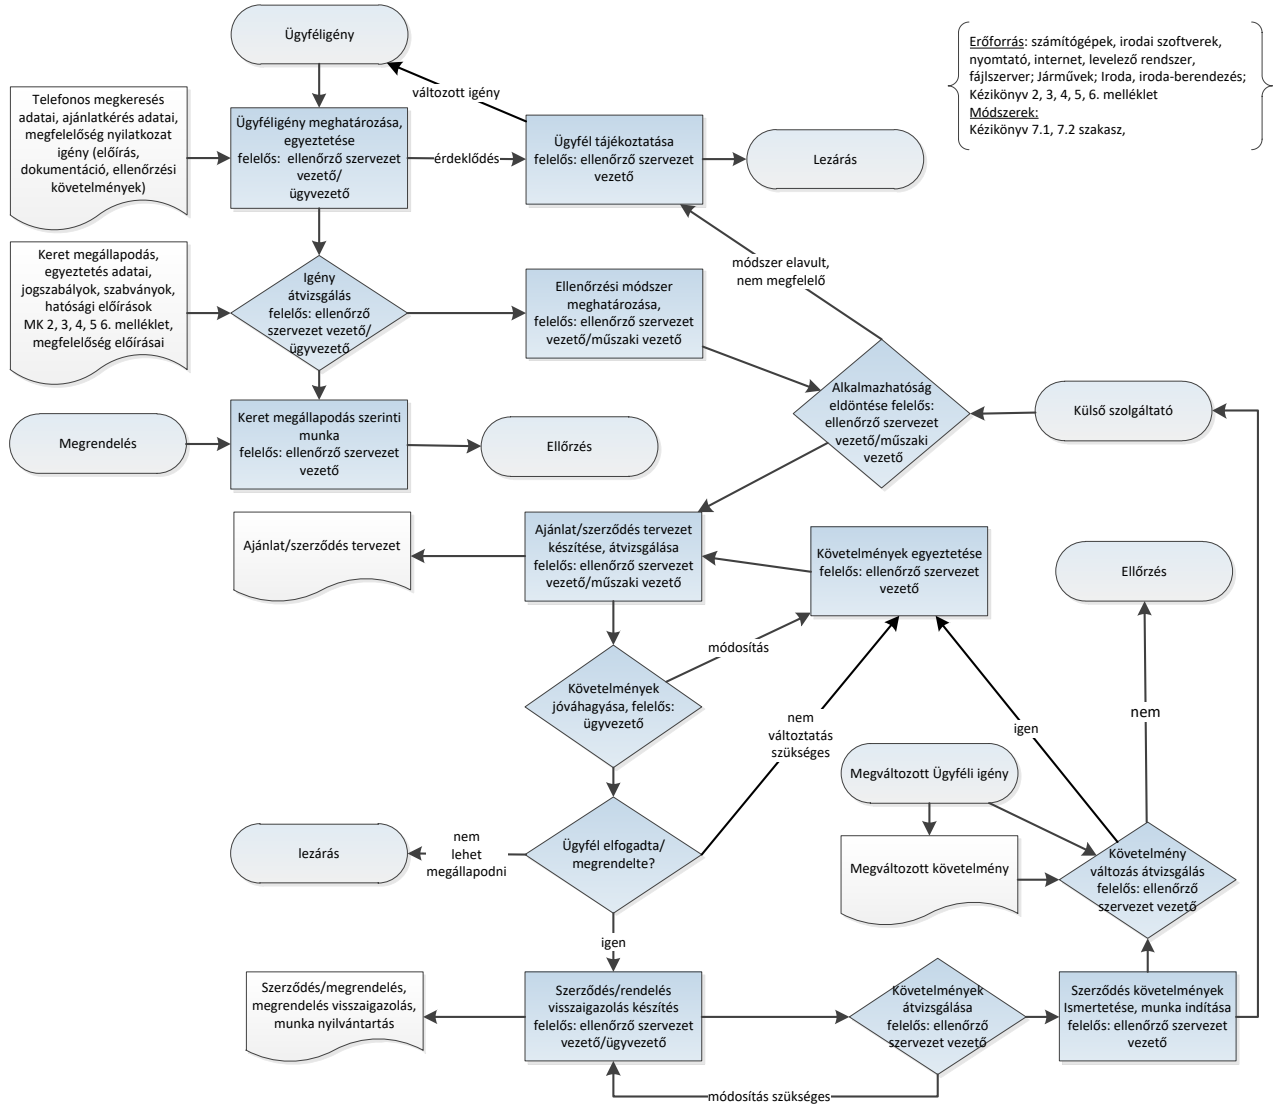 Ügyféligény
Erőforrás: számítógépek, irodai szoftverek,
nyomtató, internet, levelező rendszer,
fájlszerver; Járművek; Iroda, iroda-berendezés;
Kézikönyv 2, 3, 4, 5, 6. melléklet
Módszerek:
Kézikönyv 7.1, 7.2 szakasz,
változott igény
Telefonos megkeresés
adatai, ajánlatkérés adatai,
megfelelőség nyilatkozat
igény (előírás,
dokumentáció, ellenőrzési
követelmények)
Ügyféligény meghatározása,
egyeztetése
felelős:  ellenőrző szervezet
vezető/
ügyvezető
érdeklődés
Ügyfél tájékoztatása
felelős: ellenőrző szervezet
vezető
Lezárás
Keret megállapodás,
egyeztetés adatai,
jogszabályok, szabványok,
hatósági előírások
MK 2, 3, 4, 5 6. melléklet,
megfelelőség előírásai
Igény
átvizsgálás
felelős: ellenőrző
szervezet vezető/
ügyvezető
Ellenőrzési módszer
meghatározása,
felelős: ellenőrző szervezet
vezető/műszaki vezető
módszer elavult,
nem megfelelő
Alkalmazhatóság
eldöntése felelős:
ellenőrző szervezet
vezető/műszaki
vezető
Külső szolgáltató
Megrendelés
Keret megállapodás szerinti
munka
felelős: ellenőrző szervezet
vezető
Ellőrzés
Ajánlat/szerződés tervezet
Ajánlat/szerződés tervezet
készítése, átvizsgálása
felelős: ellenőrző szervezet
vezető/műszaki vezető
Követelmények egyeztetése
felelős: ellenőrző szervezet
vezető
Ellőrzés
módosítás
Követelmények
jóváhagyása, felelős:
ügyvezető
nem
változtatás
szükséges
igen
nem
Megváltozott Ügyféli igény
lezárás
nem
lehet
megállapodni
Ügyfél elfogadta/
megrendelte?
Megváltozott követelmény
Követelmény
változás átvizsgálás
felelős: ellenőrző
szervezet vezető
igen
Szerződés/megrendelés,
megrendelés visszaigazolás,
munka nyilvántartás
Szerződés/rendelés
visszaigazolás készítés
felelős: ellenőrző szervezet
vezető/ügyvezető
Követelmények
átvizsgálása
felelős: ellenőrző
szervezet vezető
Szerződés követelmények
Ismertetése, munka indítása
felelős: ellenőrző szervezet
vezető
módosítás szükséges